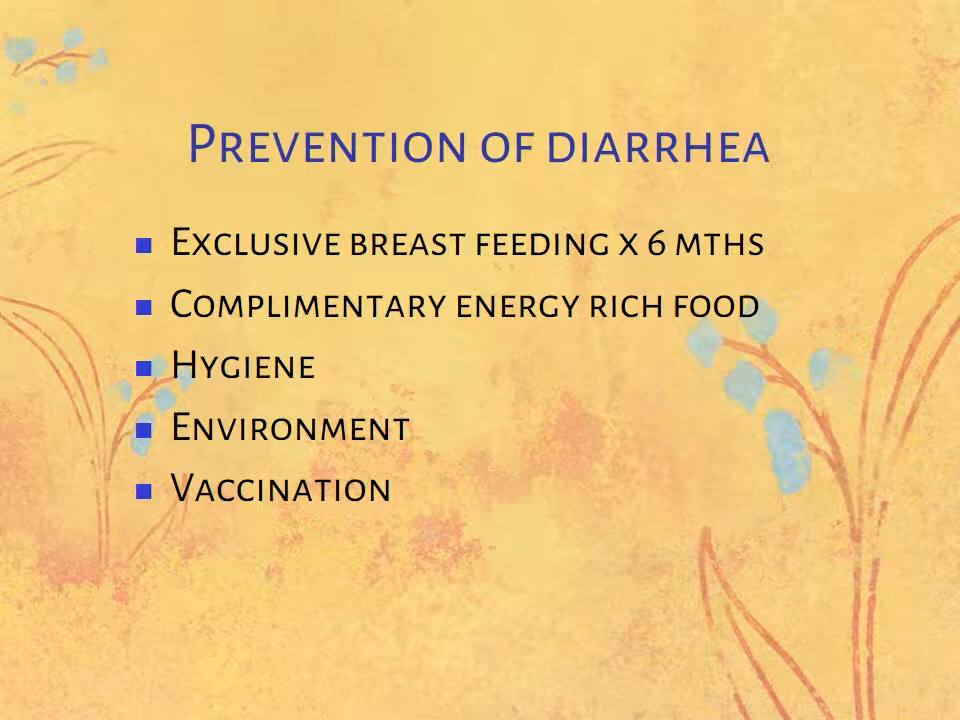 Prevention of diarrhea
Exclusive breast feeding x 6 mths
Complimentary energy rich food
Hygiene
Environment
Vaccination